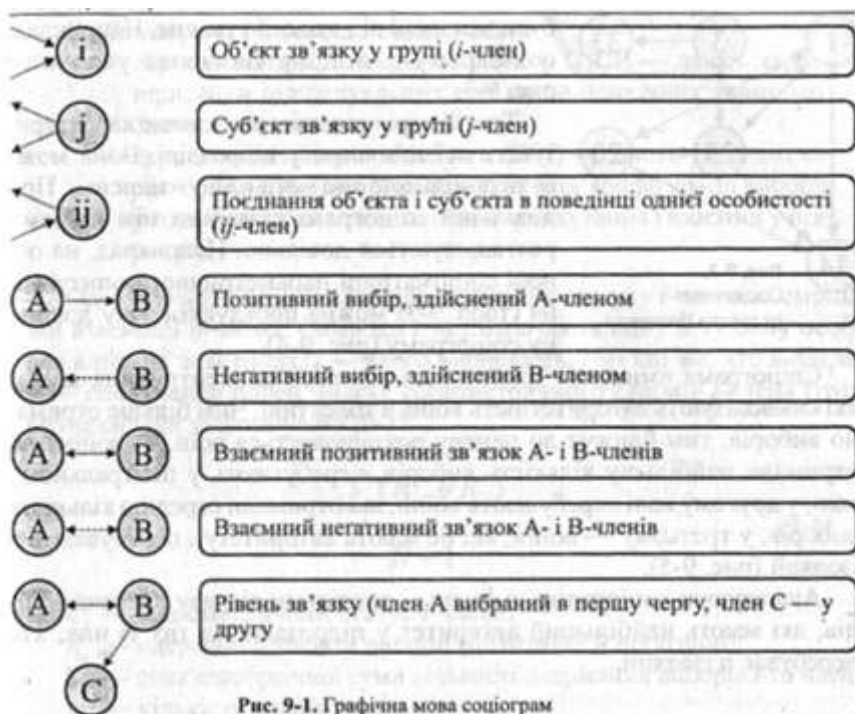 i Об’єкт зв’язку у групі (i-член)
j Суб’єкт зв’язку у групі (j-член)
ij Поєднання об’єкта і суб’єкта в поведінці однієї особистості
(ij-член)
A B Позитивний вибір, здійснений А-членом
A B Негативний вибір, здійснений В-членом
A B Взаємний позитивний зв’язок А- і В-членів
A B Взаємний негативний зв’язок А- і В-членів
A B Рівень зв’язку (член А вибраний в першу чергу, член С — у
другу
C
Рис. 9-1. Графічна мова соціограм